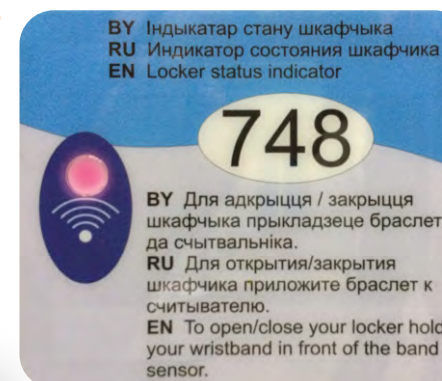 BY Індыкатар стану шкафчыка
RU Индикатор состояния шкафчика
EN Locker status indicator
748
BY Для адкрыцця / закрыцця
шкафчыка прыкладзеце браслет
да счытвальніка.
RU Для открытия/закрытия
шкафчика приложите браслет к
считывателю.
EN To open/close your locker hold
your wristband in front of the band
sensor.